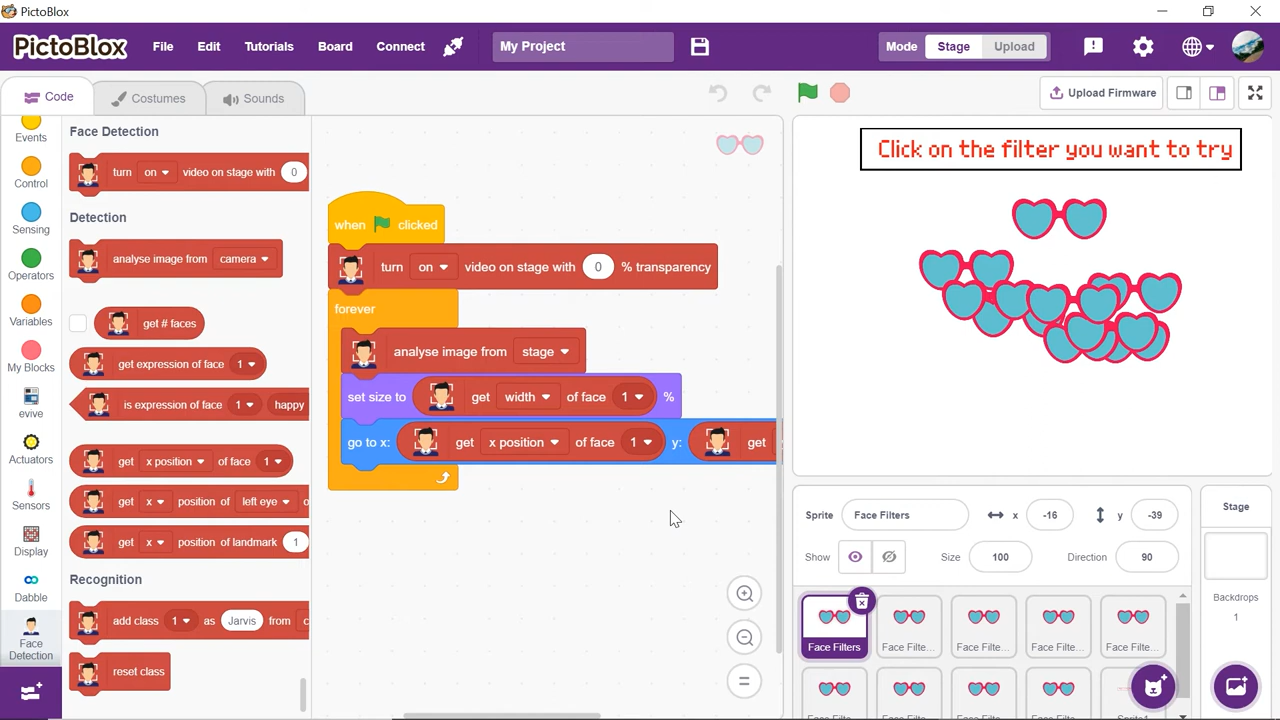 PictoBlox
PictoBlox File Edit Tutorials Board Connect My Project Mode Stage Upload
Code Costumes Sounds Upload Firmware
Events
Control
Sensing
Operators
Variables
My Blocks
evive
Actuators
Sensors
Display
Dabble
Face
Detection
Face Detection
turn on video on stage with 0
Detection
analyse image from camera
get # faces
get expression of face 1
is expression of face 1 happy
get x position of face 1
get x position of left eye o
get x position of landmark 1
Recognition
add class 1 as Jarvis from c
reset class
when clicked
turn on video on stage with 0 % transparency
forever
analyse image from stage
set size to get width of face 1 %
go to x: get x position of face 1 y: get
Click on the filter you want to try
Sprite Face Filters x -16 y -39
Show Size 100 Direction 90
Face Filters Face Filte... Face Filte... Face Filte... Face Filte...
Stage
Backdrops
1